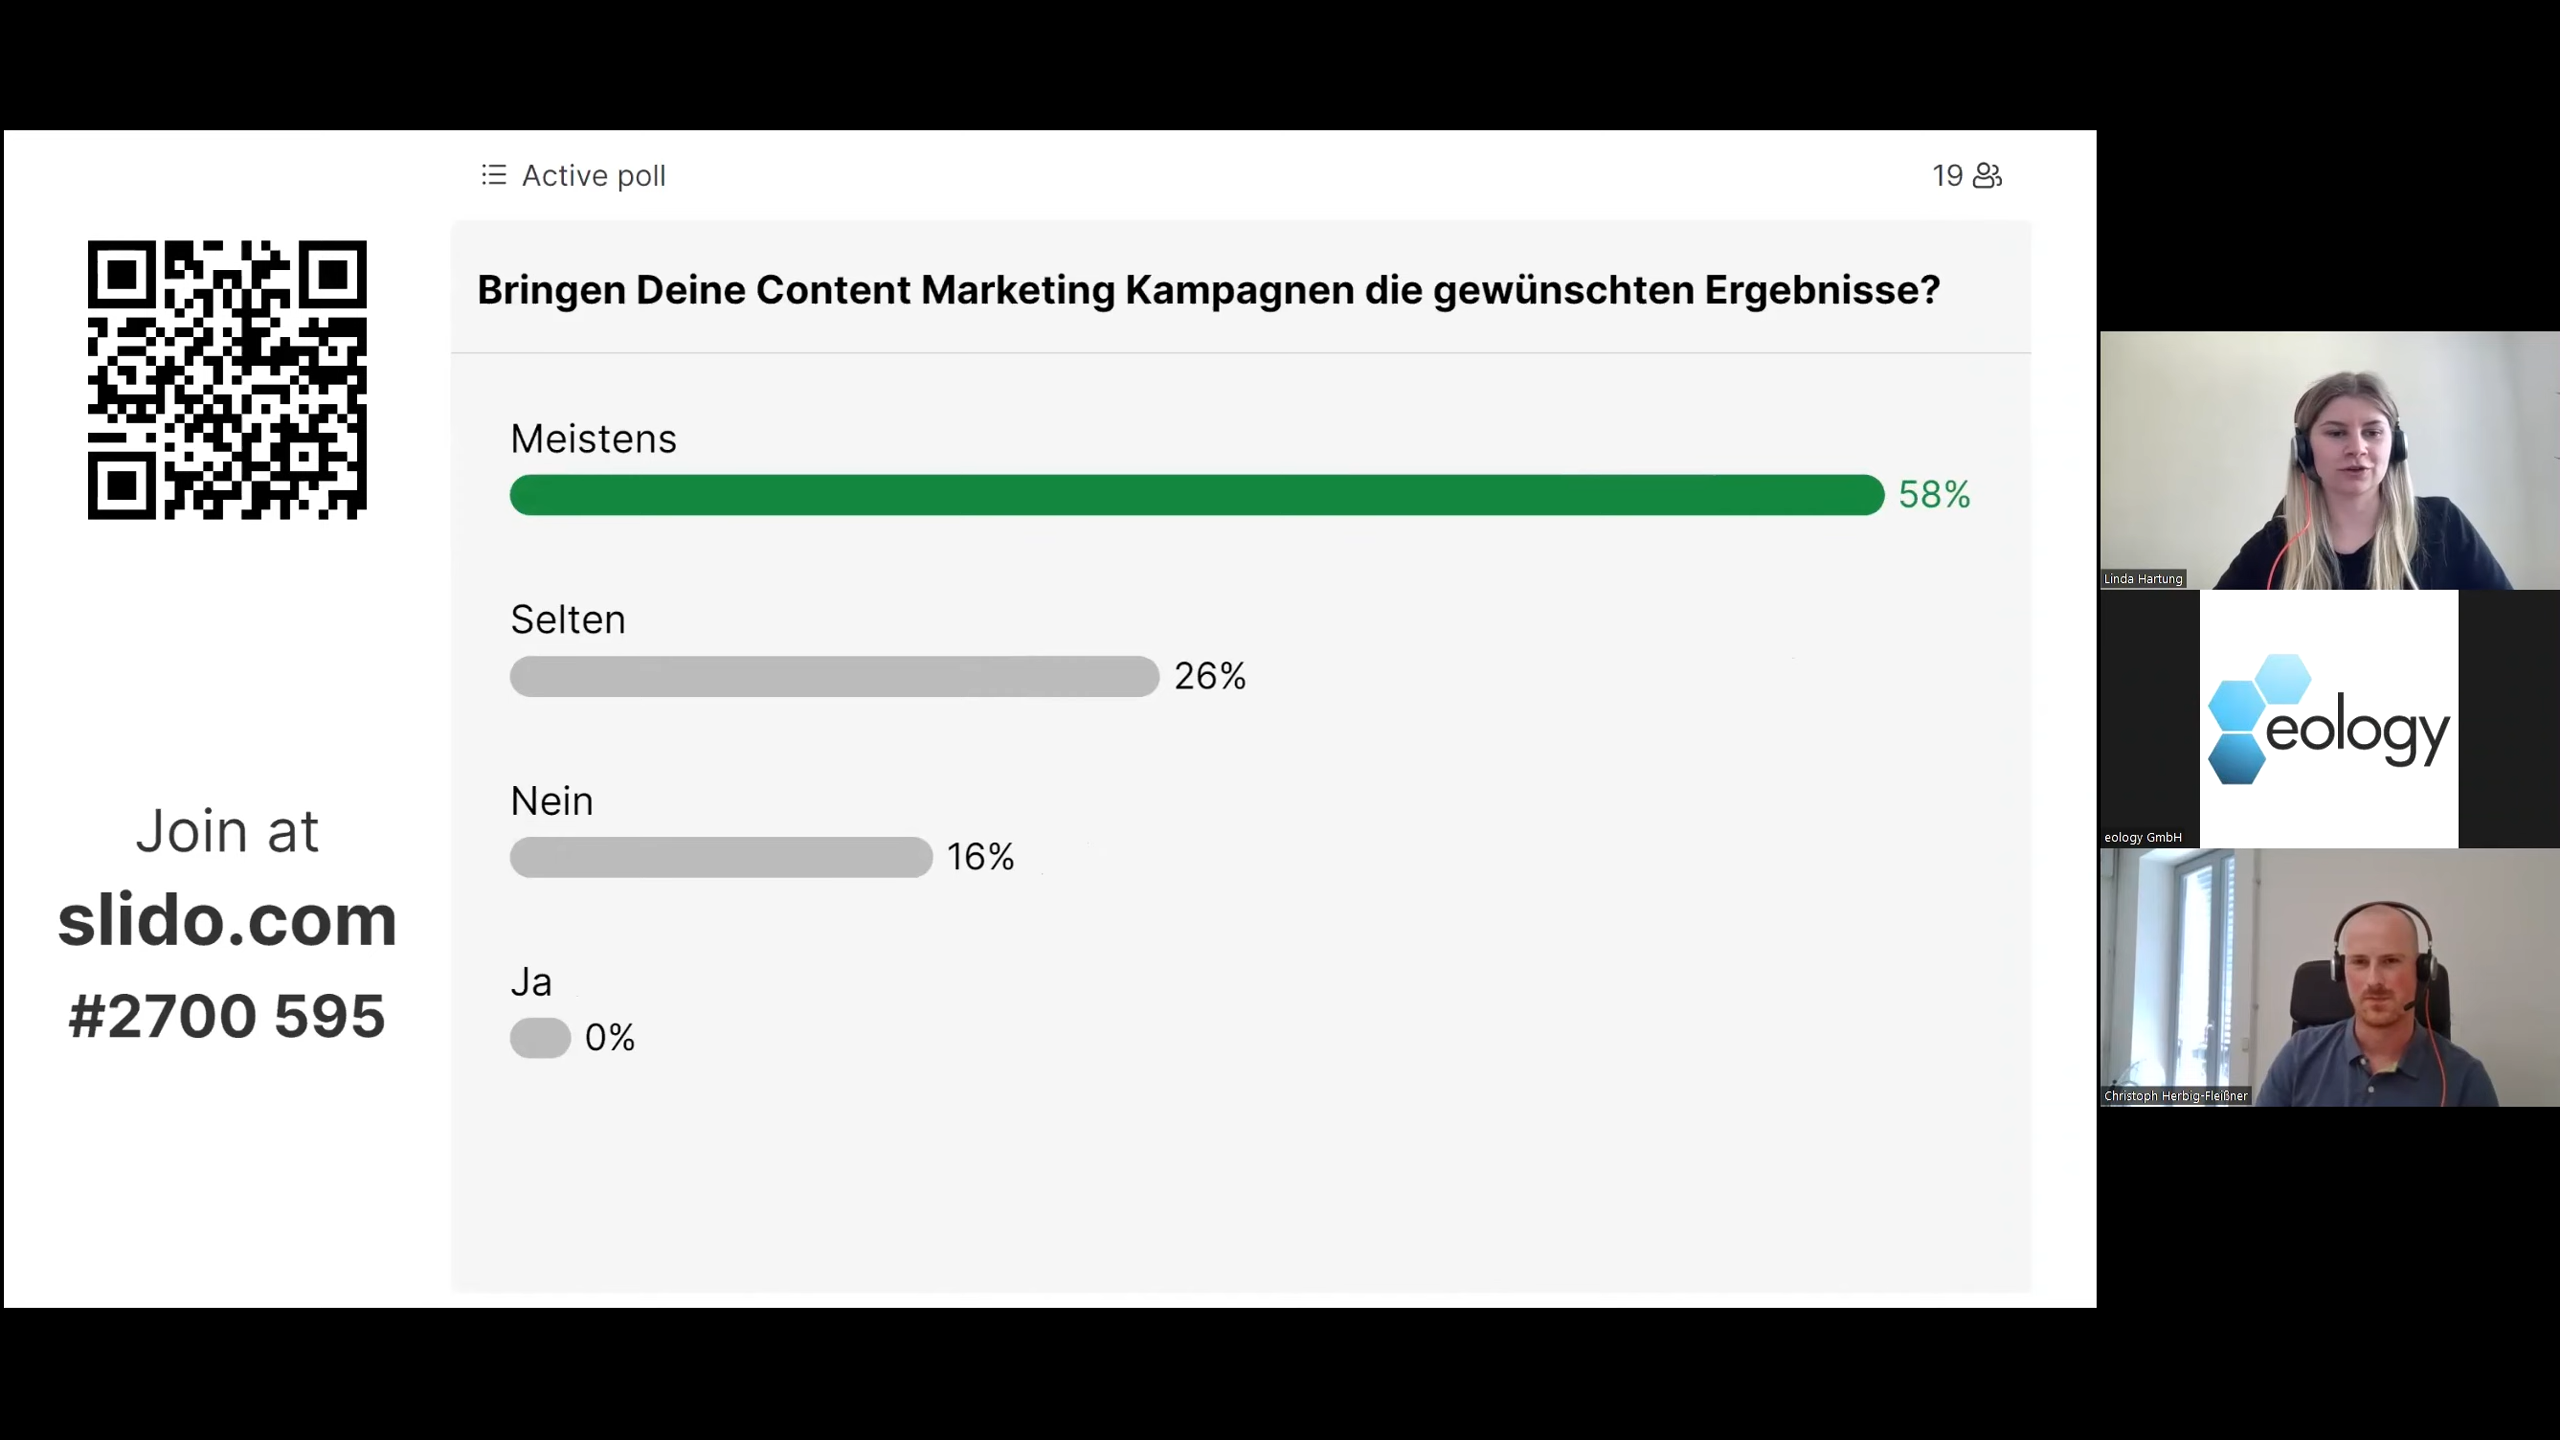 Active poll
19
Bringen Deine Content Marketing Kampagnen die gewünschten Ergebnisse?
Meistens
58%
Selten
26%
Nein
16%
Ja
0%
Join at
slido.com
#2700 595
Linda Hartung
eology
eology GmbH
Christoph Herbig-Fleißner